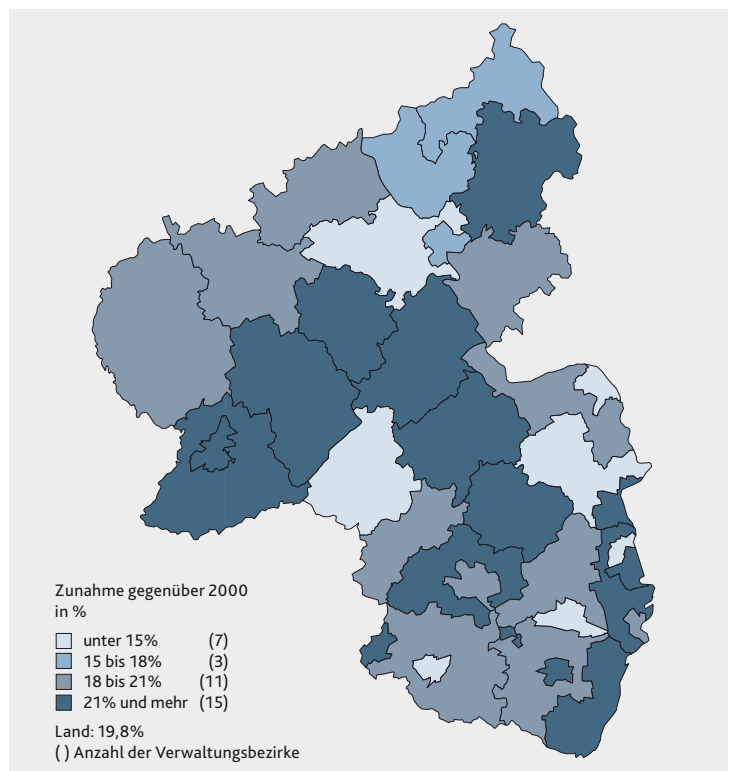 Zunahme gegenüber 2000
in %
unter 15% (7)
15 bis 18% (3)
18 bis 21% (11)
21% und mehr (15)
Land: 19,8%
( ) Anzahl der Verwaltungsbezirke